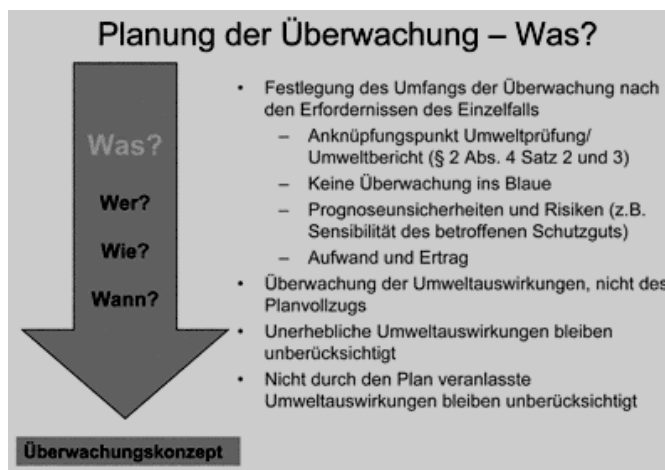 Planung der Überwachung – Was?
Was?
Wer?
Wie?
Wann?
Überwachungskonzept
• Festlegung des Umfangs der Überwachung nach
den Erfordnissen des Einzelfalls
– Anknüpfungspunkt Umweltprüfung/
Umweltbericht (§ 2 Abs. 4 Satz 2 und 3)
– Keine Überwachung ins Blaue
– Prognoseunsicherheiten und Risiken (z.B.
Sensibilität des betroffenen Schutzguts)
– Aufwand und Ertrag
• Überwachung der Umweltauswirkungen, nicht des
Planvollzugs
• Unerhebliche Umweltauswirkungen bleiben
unberücksichtigt
• Nicht durch den Plan veranlasste
Umweltauswirkungen bleiben unberücksichtigt